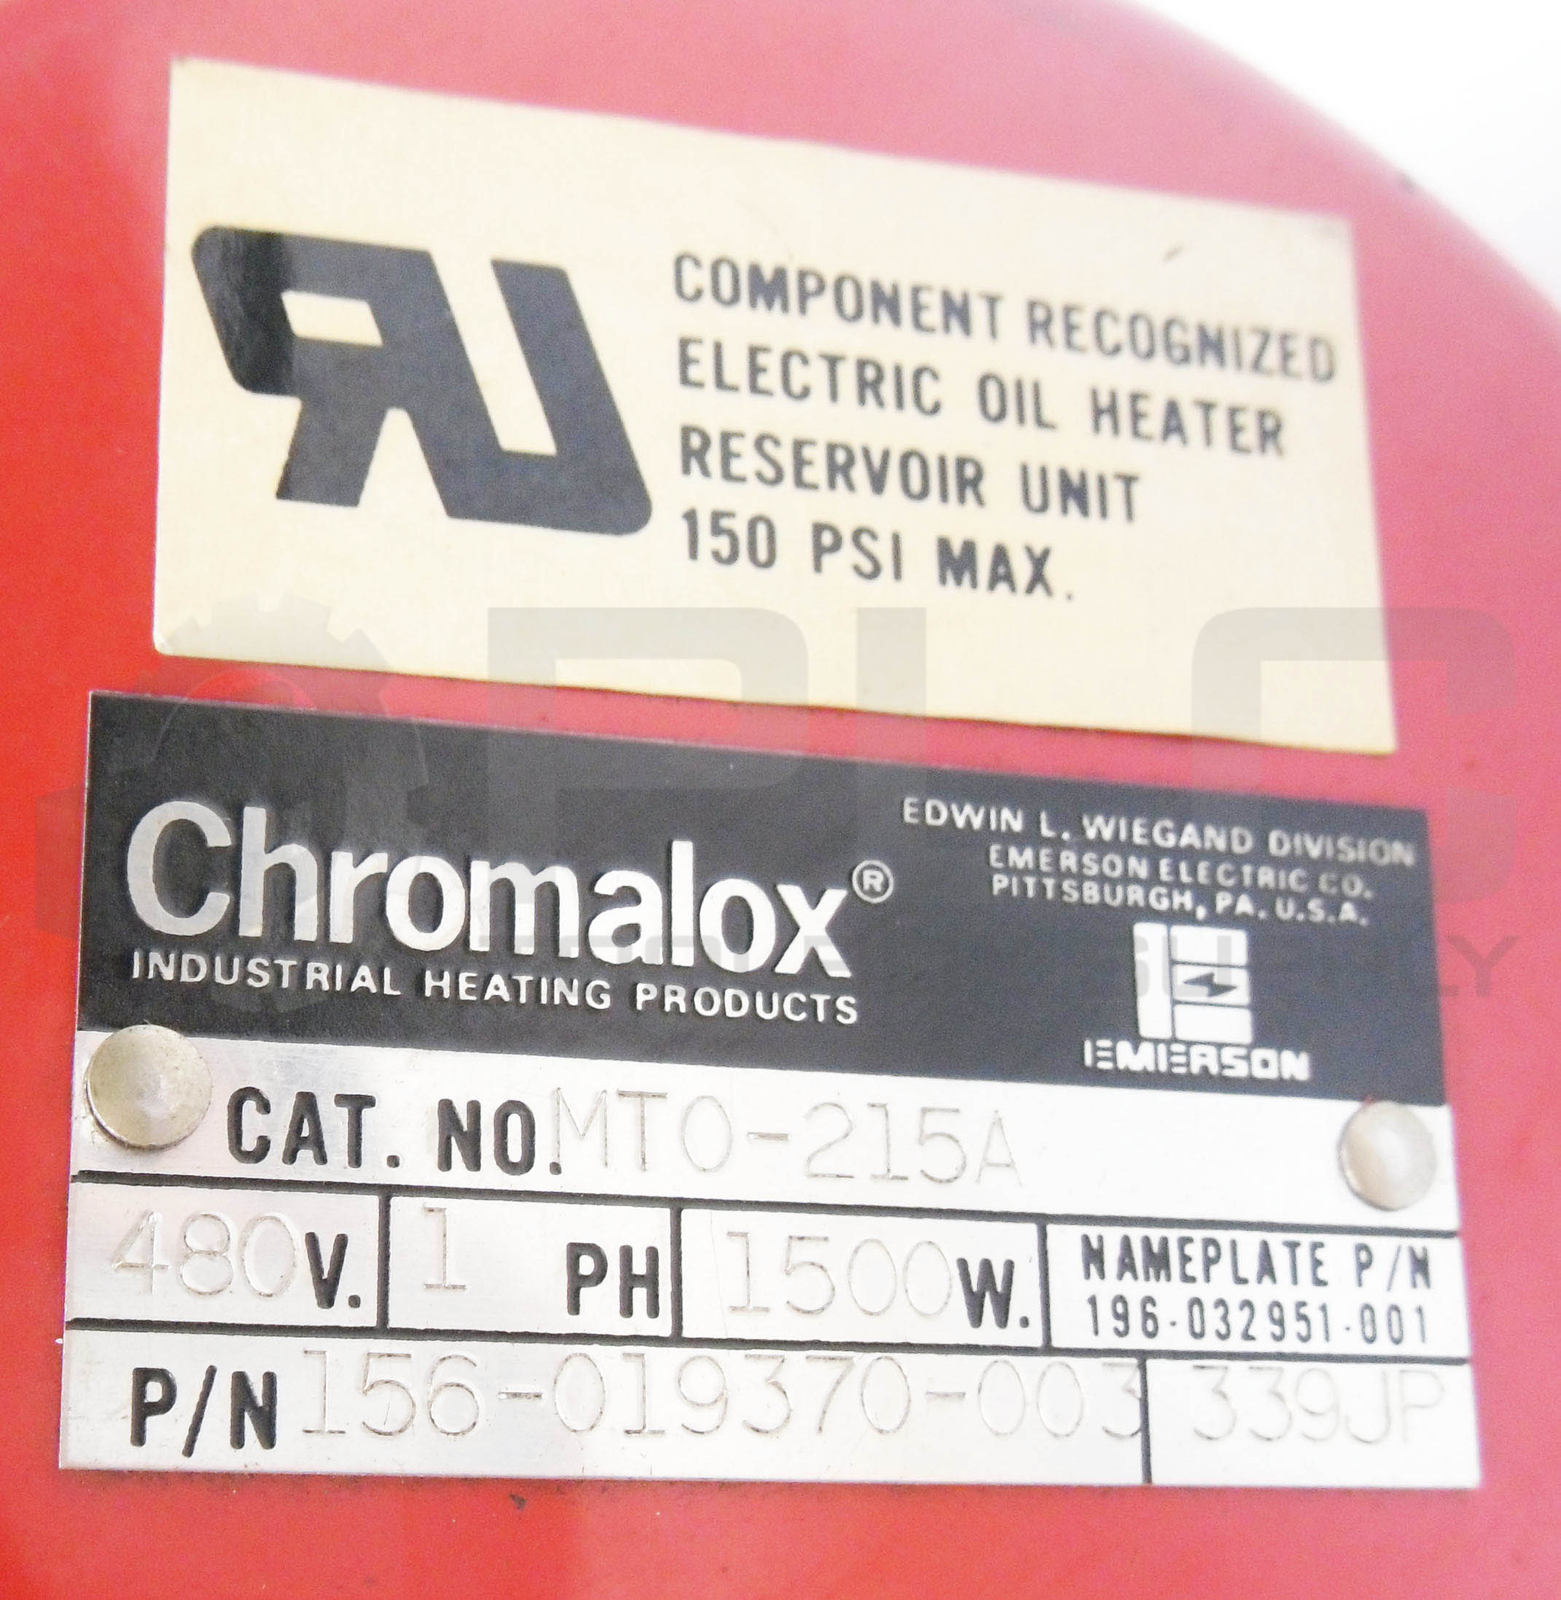 COMPONENT RECOGNIZED
ELECTRIC OIL HEATER
RESERVOIR UNIT
150 PSI MAX.
Chromalox®
INDUSTRIAL HEATING PRODUCTS
EDWIN L. WIEGAND DIVISION
EMERSON ELECTRIC CO.
PITTSBURGH, PA. U.S.A.
EMERSON
CAT. NO. MTO-215A
480 V. 1 PH 1500 W.
NAMEPLATE P/N
196-032951-001
P/N 156-019370-003 339JP
PLC
SUPPLY